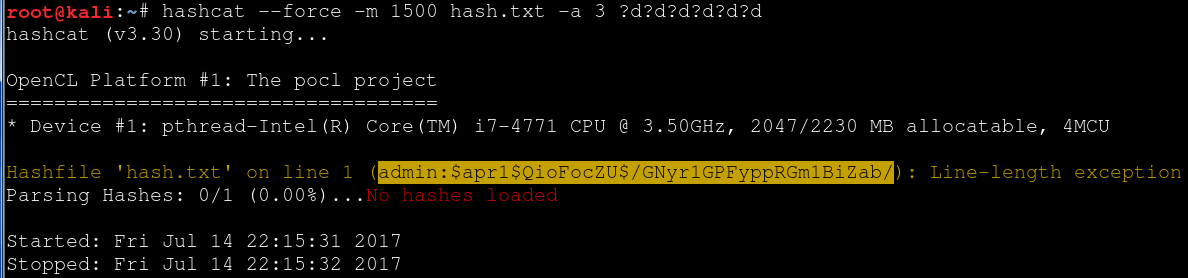 root@kali:~# hashcat --force -m 1500 hash.txt -a 3 ?d?d?d?d?d?d
hashcat (v3.30) starting...
OpenCL Platform #1: The pocl project
====================================
* Device #1: pthread-Intel(R) Core(TM) i7-4771 CPU @ 3.50GHz, 2047/2230 MB allocatable, 4MCU
Hashfile 'hash.txt' on line 1 (admin:$apr1$QioFocZU$/GNyr1GPFyppRGm1BiZab/): Line-length exception
Parsing Hashes: 0/1 (0.00%)...No hashes loaded
Started: Fri Jul 14 22:15:31 2017
Stopped: Fri Jul 14 22:15:32 2017